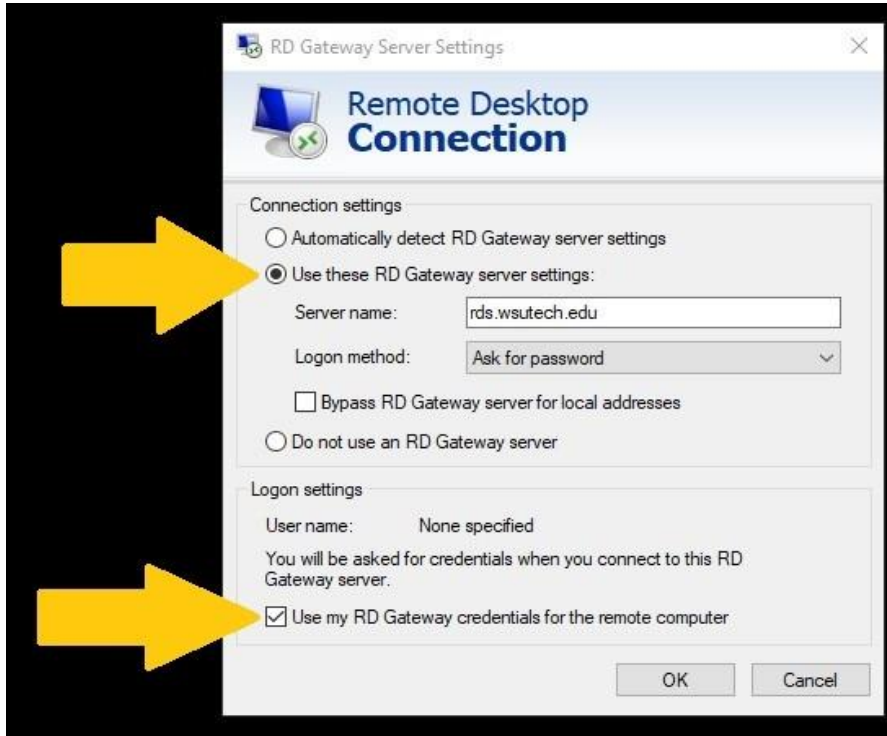 RD Gateway Server Settings
Remote Desktop
Connection
Connection settings
Automatically detect RD Gateway server settings
Use these RD Gateway server settings:
Server name: rds.wsutech.edu
Logon method: Ask for password
Bypass RD Gateway server for local addresses
Do not use an RD Gateway server
Logon settings
User name: None specified
You will be asked for credentials when you connect to this RD
Gateway server.
Use my RD Gateway credentials for the remote computer
OK Cancel